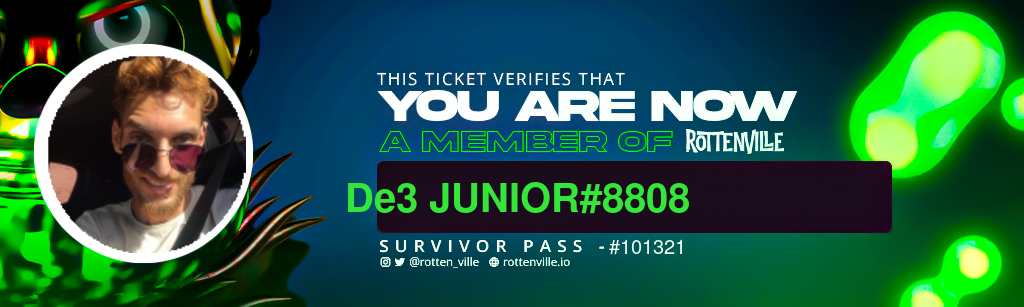 THIS TICKET VERIFIES THAT
YOU ARE NOW
A MEMBER OF ROTTENVILLE
De3 JUNIOR#8808
SURVIVOR PASS - #101321
@rotten_ville rottenville.io